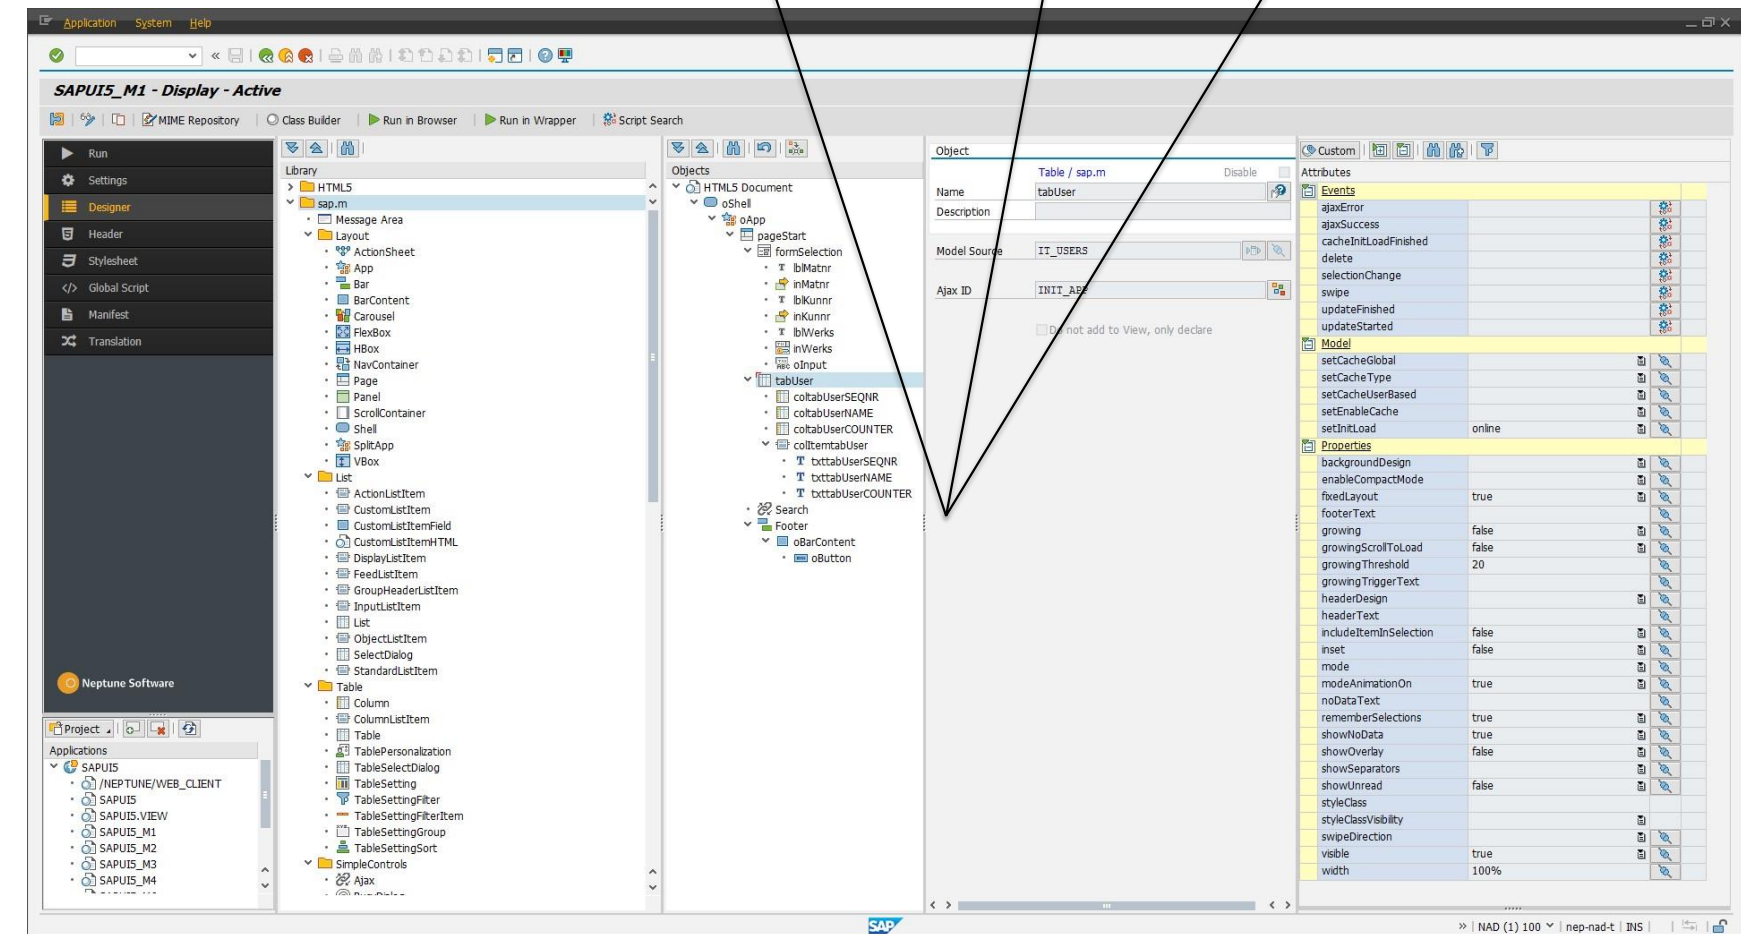 Application System Help
SAPUI5_M1 - Display - Active
MIME Repository Class Builder Run in Browser Run in Wrapper Script Search
Run
Settings
Designer
Header
Stylesheet
Global Script
Manifest
Translation
Neptune Software
Project
Applications
SAPUI5
/NEPTUNE/WEB_CLIENT
SAPUI5
SAPUI5.VIEW
SAPUI5_M1
SAPUI5_M2
SAPUI5_M3
SAPUI5_M4
Library
HTML5
sap.m
Message Area
Layout
ActionSheet
App
Bar
BarContent
Carousel
FlexBox
HBox
NavContainer
Page
Panel
ScrollContainer
Shell
SplitApp
VBox
List
ActionListItem
CustomListItem
CustomListItemField
CustomListItemHTML
DisplayListItem
FeedListItem
GroupHeaderListItem
InputListItem
List
ObjectListItem
SelectDialog
StandardListItem
Table
Column
ColumnListItem
Table
TablePersonalization
TableSelectDialog
TableSetting
TableSettingFilter
TableSettingFilterItem
TableSettingGroup
TableSettingSort
SimpleControls
Ajax
Objects
HTML5 Document
oShell
oApp
pageStart
formSelection
lblMatnr
inMatnr
lblKunnr
inKunnr
lblWerks
inWerks
oInput
tabUser
coltabUserSEQNR
coltabUserNAME
coltabUserCOUNTER
colItemtabUser
txttabUserSEQNR
txttabUserNAME
txttabUserCOUNTER
Search
Footer
oBarContent
oButton
Object
Table / sap.m Disable
Name tabUser
Description
Model Source IT_USERS
Ajax ID INIT_APP
Do not add to View, only declare
Custom
Attributes
Events
ajaxError
ajaxSuccess
cacheInitLoadFinished
delete
selectionChange
swipe
updateFinished
updateStarted
Model
setCacheGlobal
setCacheType
setCacheUserBased
setEnableCache
setInitLoad online
Properties
backgroundDesign
enableCompactMode
fixedLayout true
footerText
growing false
growingScrollToLoad false
growingThreshold 20
growingTriggerText
headerDesign
headerText
includeItemInSelection false
inset false
mode
modeAnimationOn true
noDataText
rememberSelections true
showNoData true
showOverlay false
showSeparators
showUnread false
styleClass
styleClassVisibility
swipeDirection
visible true
width 100%
SAP
NAD (1) 100 nep-nad-t INS